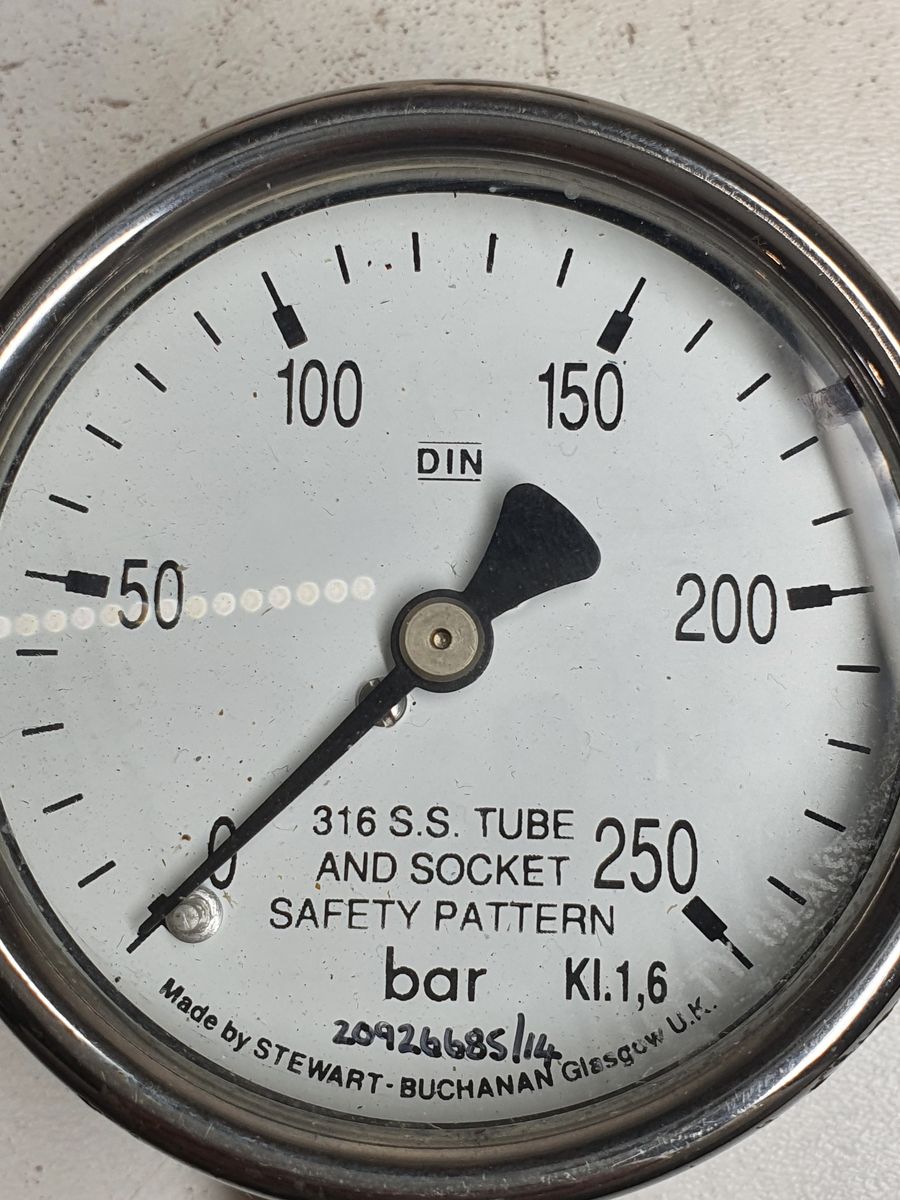 100 150
DIN
50 200
0 250
316 S.S. TUBE
AND SOCKET
SAFETY PATTERN
bar Kl.1,6
20926685/14
Made by STEWART-BUCHANAN Glasgow U.K.